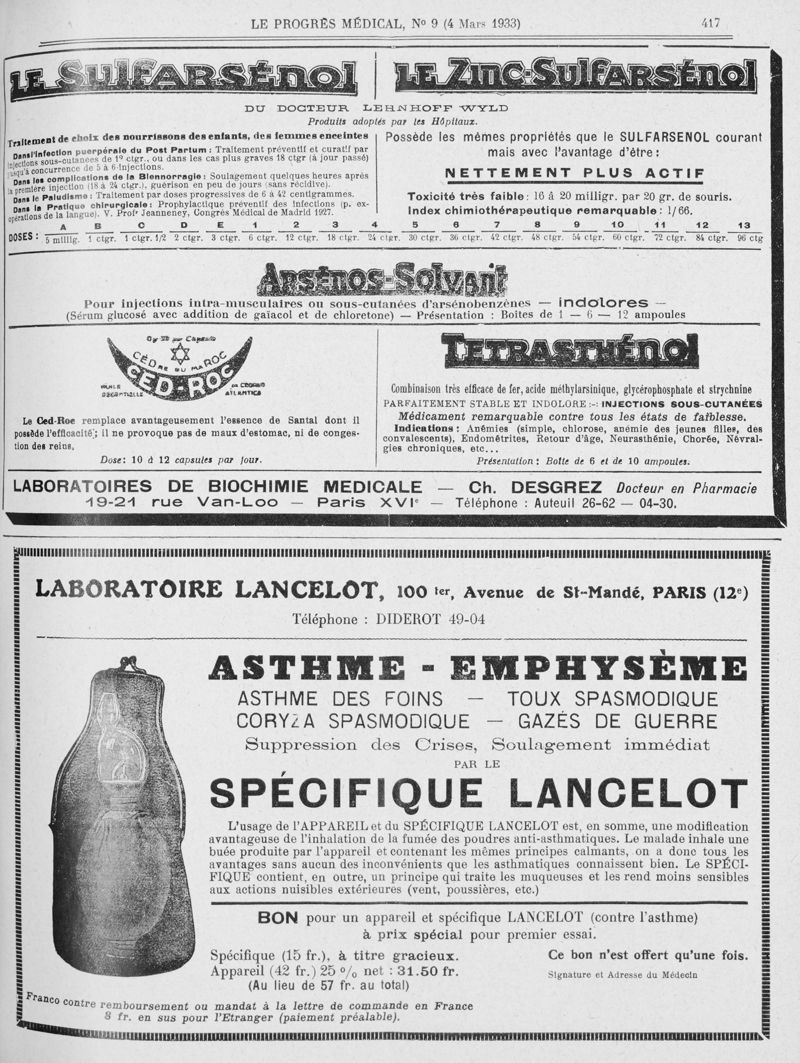 LE PROGRÈS MÉDICAL, No 9 (4 Mars 1933) 417
LE SULFARSÉNOL
LE ZINC-SULFARSÉNOL
DU DOCTEUR LEHNHOFF WYLD
Produits adoptés par les Hôpitaux.
Traitement de choix des nourrissons des enfants, des femmes enceintes
Dans l'infection puerpérale du Post Partum : Traitement préventif et curatif par
injections sous-cutanées de 1º ctgr., ou dans les cas plus graves 18 ctgr (à jour passé)
jusqu'à concurrence de 5 à 6 injections.
Dans les complications de la Blennorragie : Soulagement quelques heures après
la première injection (18 à 24 ctgr.), guérison en peu de jours (sans récidive).
Dans le Paludisme : Traitement par doses progressives de 6 à 42 centigrammes.
Dans la Pratique chirurgicale : Prophylactique préventif des infections (p. ex-
opérations de la langue). V. Profr Jeanneney, Congrès Médical de Madrid 1927.
Possède les mêmes propriétés que le SULFARSENOL courant
mais avec l'avantage d'être :
NETTEMENT PLUS ACTIF
Toxicité très faible : 16 à 20 milligr. par 20 gr. de souris.
Index chimiothérapeutique remarquable : 1/66.
A B C D E 1 2 3 4 5 6 7 8 9 10 11 12 13
DOSES : 5 millig. 1 ctgr. 1 ctgr. 1/2 2 ctgr. 3 ctgr. 6 ctgr. 12 ctgr. 18 ctgr. 24 ctgr. 30 ctgr. 36 ctgr. 42 ctgr. 48 ctgr. 54 ctgr. 60 ctgr. 72 ctgr. 84 ctgr. 96 ctg
Arsénos-Solvant
Pour injections intra-musculaires ou sous-cutanées d'arsénobenzènes — indolores —
(Sérum glucosé avec addition de gaïacol et de chloretone) — Présentation : Boites de 1 — 6 — 12 ampoules
Ogr 20 par Capsule
CÈDRE DU MAROC
CED-ROC
HUILE
ESSENTIELLE
du CEDRUS
ATLANTICA
Le Ced-Roc remplace avantageusement l'essence de Santal dont il
possède l'efficacité ; il ne provoque pas de maux d'estomac, ni de conges-
tion des reins.
Dose : 10 à 12 capsules par jour.
TETRASTHÉNOL
Combinaison très efficace de fer, acide méthylarsinique, glycérophosphate et strychnine
PARFAITEMENT STABLE ET INDOLORE :-: INJECTIONS SOUS-CUTANÉES
Médicament remarquable contre tous les états de faiblesse.
Indications : Anémies (simple, chlorose, anémie des jeunes filles, des
convalescents), Endométrites, Retour d'âge, Neurasthénie, Chorée, Névral-
gies chroniques, etc...
Présentation : Boîte de 6 et de 10 ampoules.
LABORATOIRES DE BIOCHIMIE MEDICALE — Ch. DESGREZ Docteur en Pharmacie
19-21 rue Van-Loo — Paris XVIe — Téléphone : Auteuil 26-62 — 04-30.
LABORATOIRE LANCELOT, 100 ter, Avenue de St-Mandé, PARIS (12e)
Téléphone : DIDEROT 49-04
ASTHME - EMPHYSÈME
ASTHME DES FOINS — TOUX SPASMODIQUE
CORYZA SPASMODIQUE — GAZÉS DE GUERRE
Suppression des Crises, Soulagement immédiat
PAR LE
SPÉCIFIQUE LANCELOT
L'usage de l'APPAREIL et du SPÉCIFIQUE LANCELOT est, en somme, une modification
avantageuse de l'inhalation de la fumée des poudres anti-asthmatiques. Le malade inhale une
buée produite par l'appareil et contenant les mêmes principes calmants, on a donc tous les
avantages sans aucun des inconvénients que les asthmatiques connaissent bien. Le SPÉCI-
FIQUE contient, en outre, un principe qui traite les muqueuses et les rend moins sensibles
aux actions nuisibles extérieures (vent, poussières, etc.)
BON pour un appareil et spécifique LANCELOT (contre l'asthme)
à prix spécial pour premier essai.
Spécifique (15 fr.), à titre gracieux.
Appareil (42 fr.) 25 % net : 31.50 fr.
(Au lieu de 57 fr. au total)
Ce bon n'est offert qu'une fois.
Signature et Adresse du Médecin
Franco contre remboursement ou mandat à la lettre de commande en France
8 fr. en sus pour l'Etranger (paiement préalable).